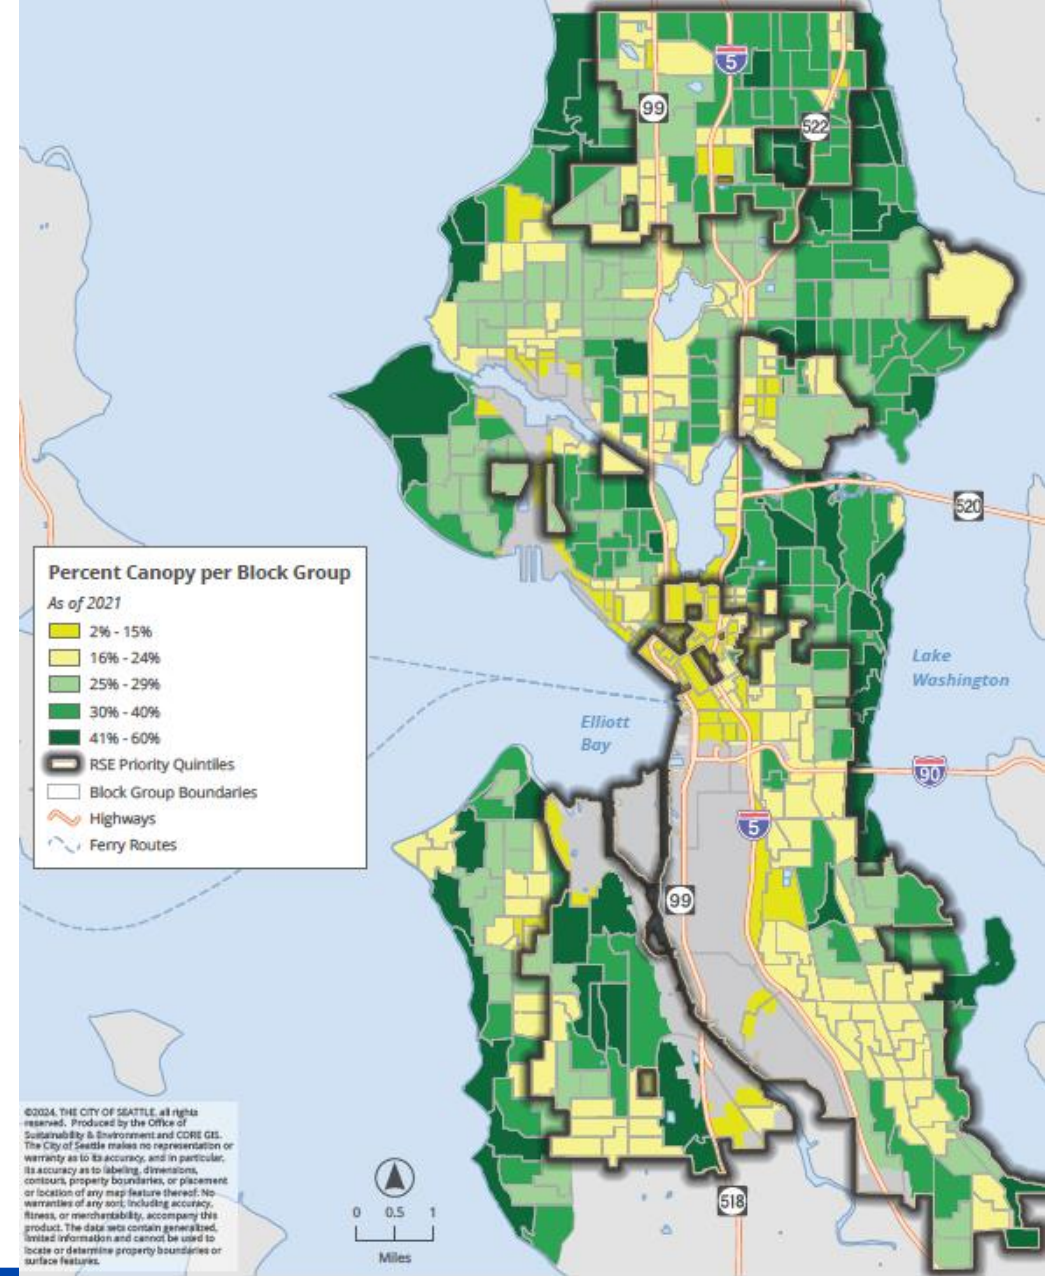 5
99
522
520
Percent Canopy per Block Group
As of 2021
2% - 15%
16% - 24%
25% - 29%
30% - 40%
41% - 60%
RSE Priority Quintiles
Block Group Boundaries
Highways
Ferry Routes
Lake
Washington
Elliott
Bay
90
5
99
©2024, THE CITY OF SEATTLE, all rights
reserved. Produced by the Office of
Sustainability & Environment and CORE GIS.
The City of Seattle makes no representation or
warranty as to its accuracy, and in particular,
its accuracy as to labeling, dimensions,
contours, property boundaries, or placement
or location of any map feature thereof. No
warranties of any sort, including accuracy,
fitness, or merchantability, accompany this
product. The data sets contain generalized,
limited information and cannot be used to
locate or determine property boundaries or
surface features.
0 0.5 1
Miles
518